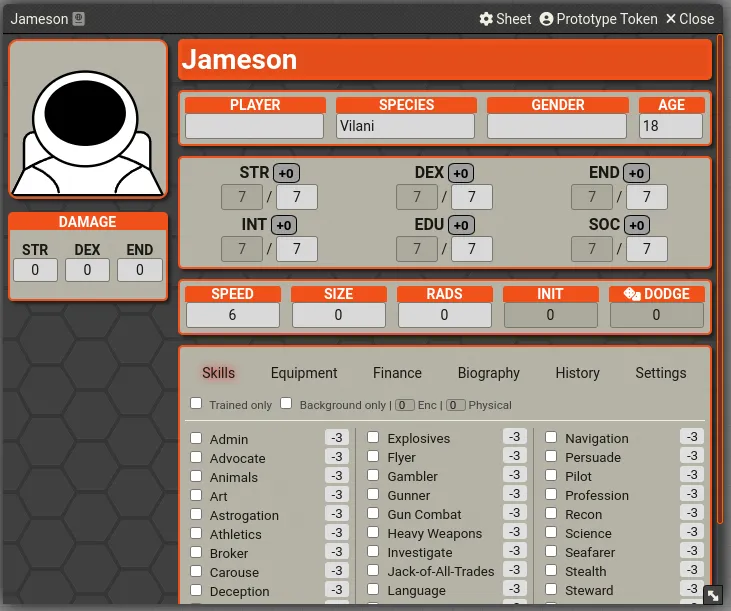 Jameson Sheet Prototype Token Close
Jameson
PLAYER SPECIES GENDER AGE
Vilani 18
STR +0 DEX +0 END +0
7 / 7 7 / 7 7 / 7
INT +0 EDU +0 SOC +0
7 / 7 7 / 7 7 / 7
DAMAGE
STR DEX END
0 0 0
SPEED SIZE RADS INIT DODGE
6 0 0 0 0
Skills Equipment Finance Biography History Settings
Trained only Background only | 0 Enc | 0 Physical
Admin -3 Explosives -3 Navigation -3
Advocate -3 Flyer -3 Persuade -3
Animals -3 Gambler -3 Pilot -3
Art -3 Gunner -3 Profession -3
Astrogation -3 Gun Combat -3 Recon -3
Athletics -3 Heavy Weapons -3 Science -3
Broker -3 Investigate -3 Seafarer -3
Carouse -3 Jack-of-All-Trades -3 Stealth -3
Deception -3 Language -3 Steward -3